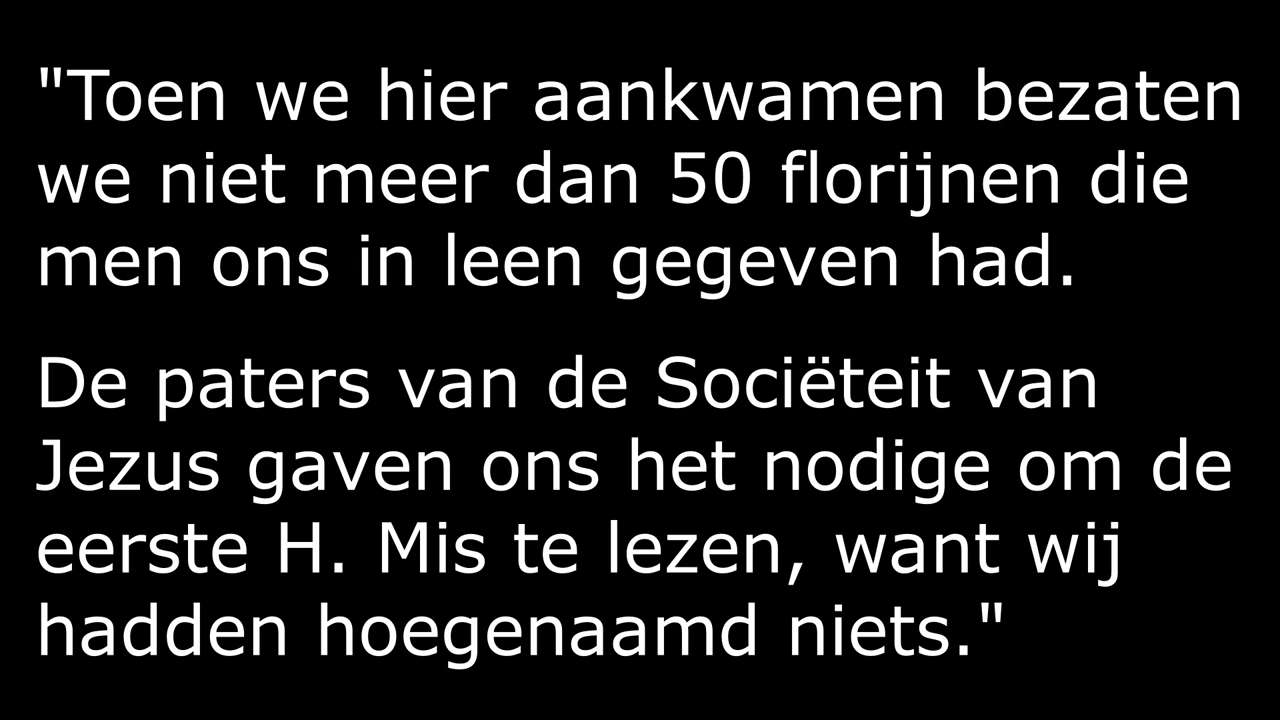 "Toen we hier aankwamen bezaten
we niet meer dan 50 florijnen die
men ons in leen gegeven had.
De paters van de Sociëteit van
Jezus gaven ons het nodige om de
eerste H. Mis te lezen, want wij
hadden hoegenaamd niets."